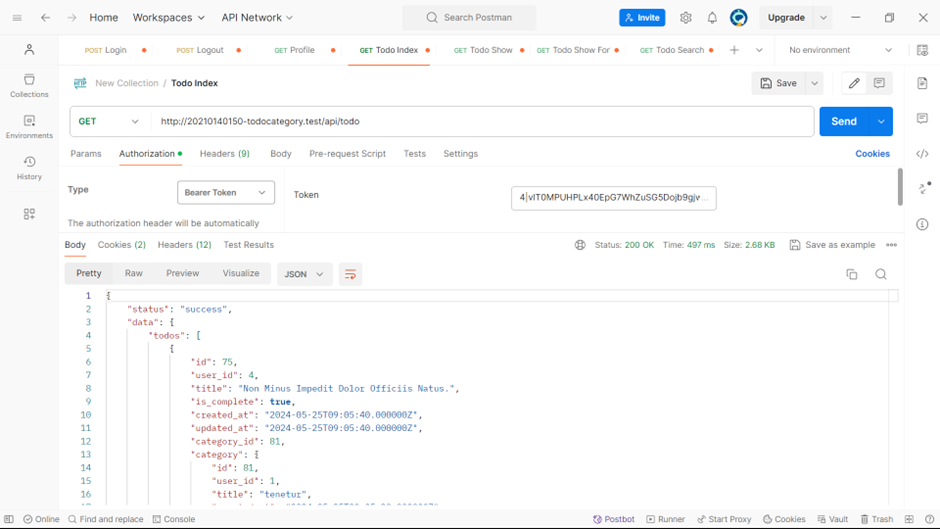 Home Workspaces API Network Search Postman Invite Upgrade
POST Login POST Logout GET Profile GET Todo Index GET Todo Show GET Todo Show For GET Todo Search No environment
New Collection / Todo Index Save
Collections
GET http://20210140150-todocategory.test/api/todo Send
Environments
Params Authorization Headers (9) Body Pre-request Script Tests Settings Cookies
History
Type Bearer Token Token 4|vIT0MPUHPLx40EpG7WhZuSG5Dojb9gjv...
The authorization header will be automatically
Body Cookies (2) Headers (12) Test Results Status: 200 OK Time: 497 ms Size: 2.68 KB Save as example
Pretty Raw Preview Visualize JSON
1 {
2 "status": "success",
3 "data": {
4 "todos": [
5 {
6 "id": 75,
7 "user_id": 4,
8 "title": "Non Minus Impedit Dolor Officiis Natus.",
9 "is_complete": true,
10 "created_at": "2024-05-25T09:05:40.000000Z",
11 "updated_at": "2024-05-25T09:05:40.000000Z",
12 "category_id": 81,
13 "category": {
14 "id": 81,
15 "user_id": 1,
16 "title": "tenetur",
Online Find and replace Console Postbot Runner Start Proxy Cookies Vault Trash